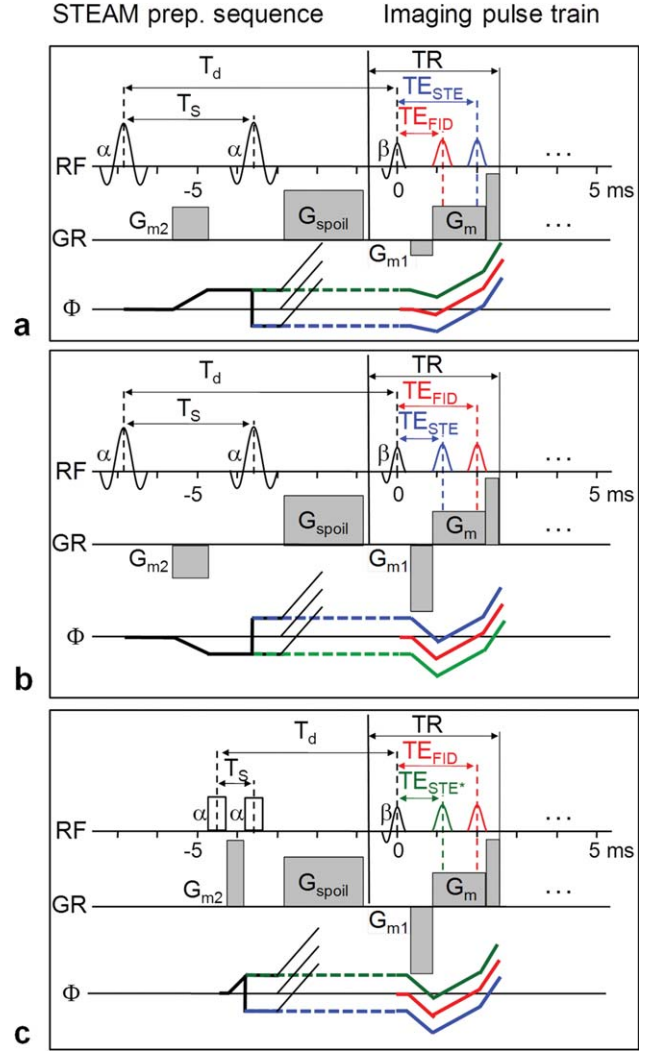 STEAM prep. sequence Imaging pulse train
TR
T_d
TE_STE
T_S
TE_FID
α α β
RF
-5 0 5 ms
...
G_m2 G_spoil G_m
GR
G_m1
...
Φ
a
TR
T_d
TE_FID
T_S
TE_STE
α α β
RF
-5 0 5 ms
...
G_spoil G_m
GR
G_m2 G_m1
...
Φ
b
TR
T_d
TE_FID
T_S
TE_STE*
α α β
RF
-5 0 5 ms
...
G_m2 G_spoil G_m
GR
G_m1
...
Φ
c